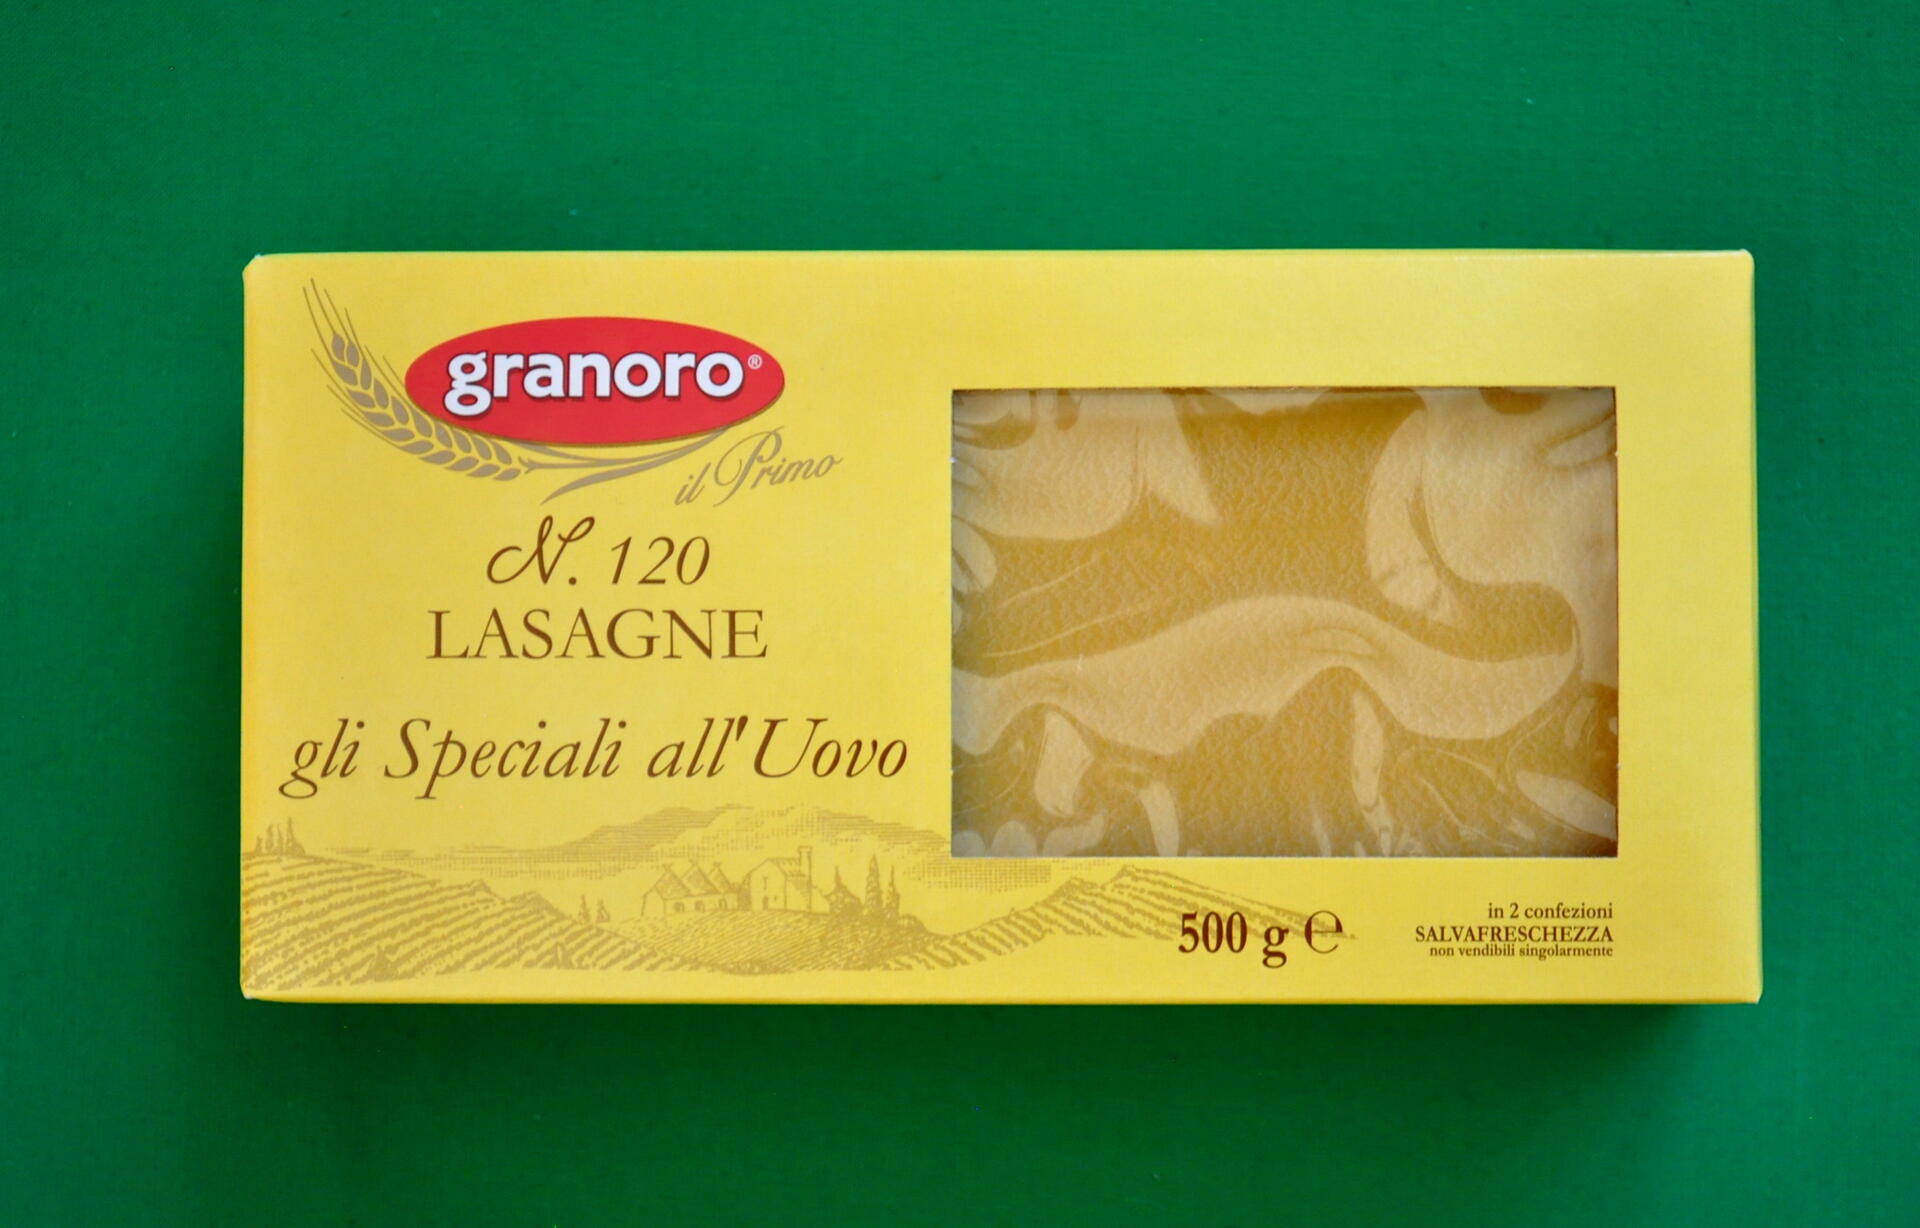 granoro®
il Primo
N. 120
LASAGNE
gli Speciali all'Uovo
500 g ℮
in 2 confezioni
SALVAFRESCHEZZA
non vendibili singolarmente